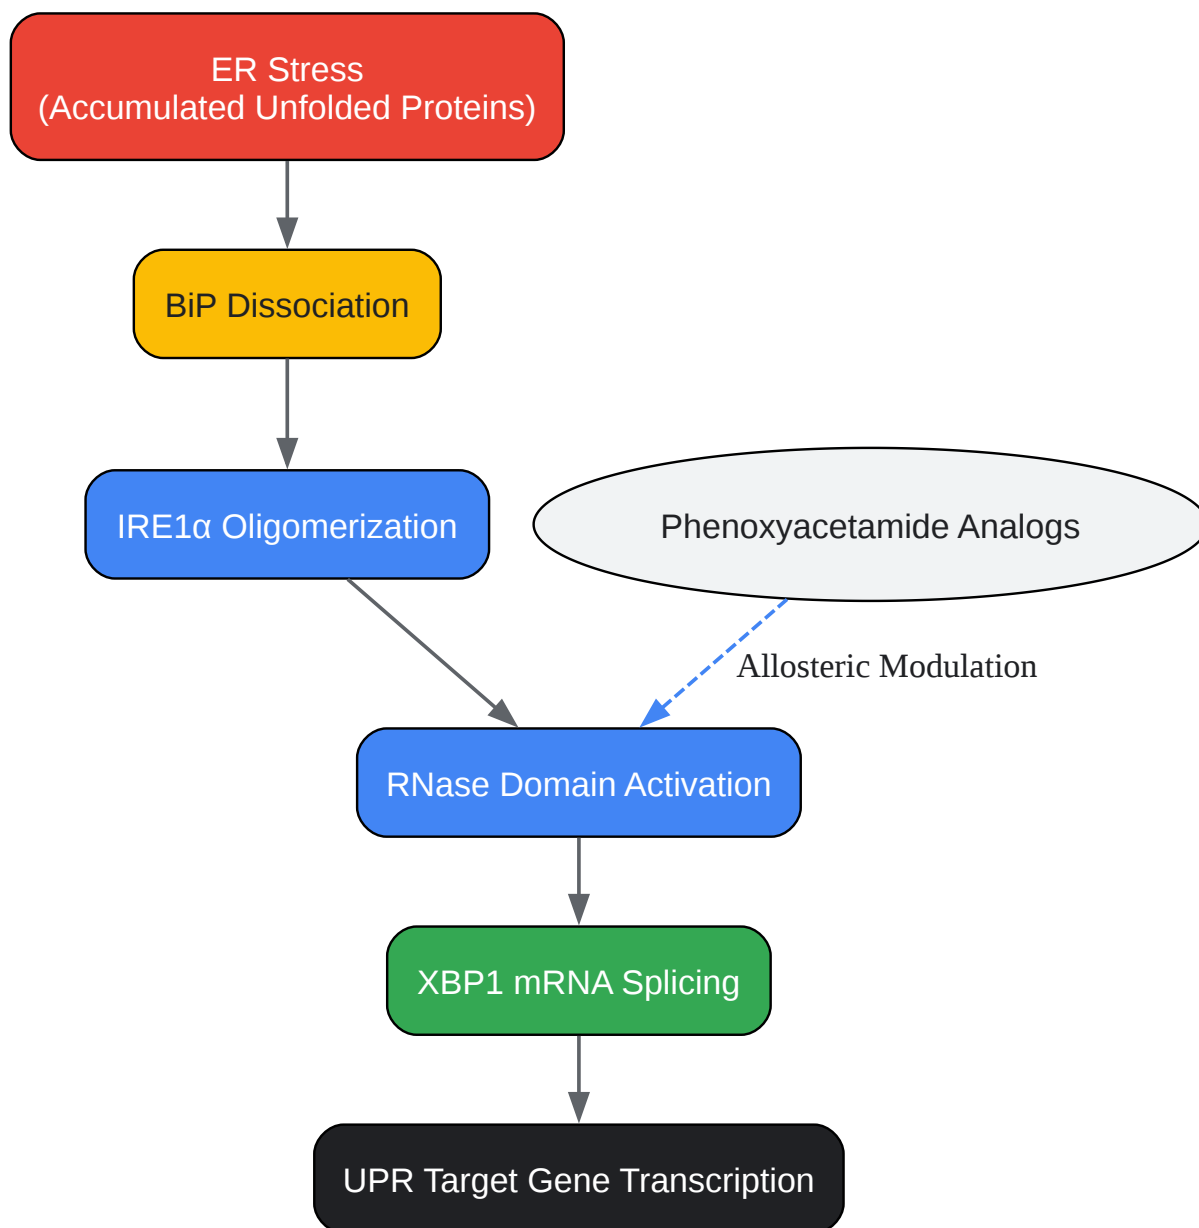 ER Stress
(Accumulated Unfolded Proteins)
BiP Dissociation
IRE1α Oligomerization
Phenoxyacetamide Analogs
Allosteric Modulation
RNase Domain Activation
XBP1 mRNA Splicing
UPR Target Gene Transcription